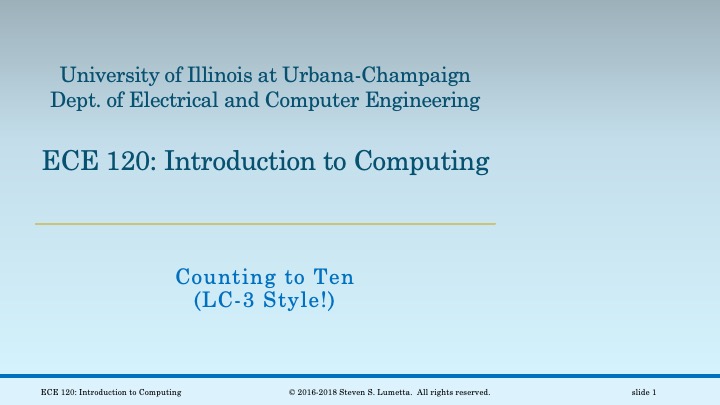 University of Illinois at Urbana-Champaign
Dept. of Electrical and Computer Engineering
ECE 120: Introduction to Computing
Counting to Ten
(LC-3 Style!)
ECE 120: Introduction to Computing
© 2016-2018 Steven S. Lumetta. All rights reserved.
slide 1